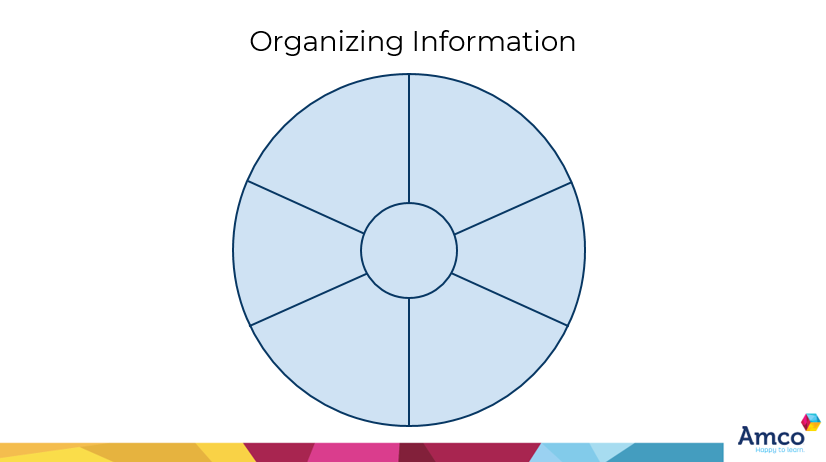 Organizing Information
Amco
Happy to learn.